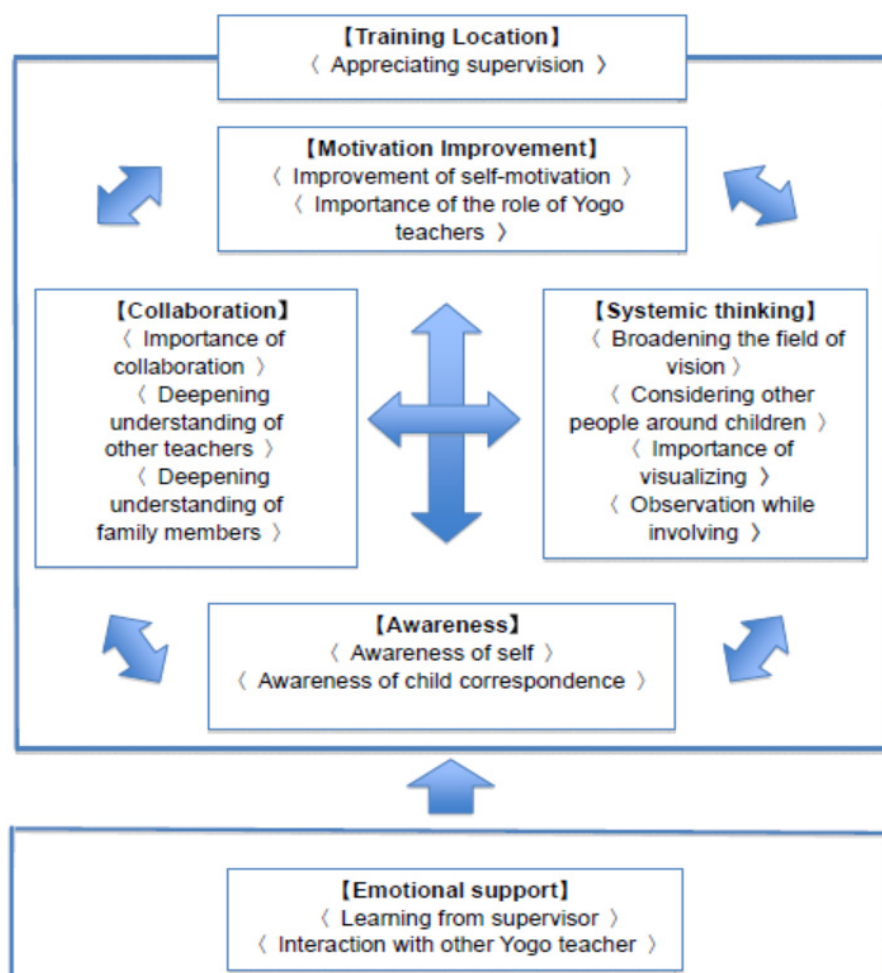 【Training Location】
〈 Appreciating supervision 〉
【Motivation Improvement】
〈 Improvement of self-motivation 〉
〈 Importance of the role of Yogo
teachers 〉
【Collaboration】
〈 Importance of
collaboration 〉
〈 Deepening
understanding of
other teachers 〉
〈 Deepening
understanding of
family members 〉
【Systemic thinking】
〈 Broadening the field of
vision 〉
〈 Considering other
people around children 〉
〈 Importance of
visualizing 〉
〈 Observation while
involving 〉
【Awareness】
〈 Awareness of self 〉
〈 Awareness of child correspondence 〉
【Emotional support】
〈 Learning from supervisor 〉
〈 Interaction with other Yogo teacher 〉